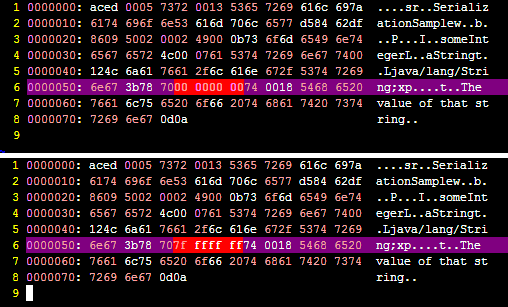 1 0000000: aced 0005 7372 0013 5365 7269 616c 697a ....sr..Serializ
2 0000010: 6174 696f 6e53 616d 706c 6577 d584 62df ationSamplew..b.
3 0000020: 8609 5002 0002 4900 0b73 6f6d 6549 6e74 ..P...I..someInt
4 0000030: 6567 6572 4c00 0761 5374 7269 6e67 7400 egerL..aStringt.
5 0000040: 124c 6a61 7661 2f6c 616e 672f 5374 7269 .Ljava/lang/Stri
6 0000050: 6e67 3b78 7000 0000 0074 0018 5468 6520 ng;xp....t..The
7 0000060: 7661 6c75 6520 6f66 2074 6861 7420 7374 value of that st
8 0000070: 7269 6e67 0d0a ring..
9
1 0000000: aced 0005 7372 0013 5365 7269 616c 697a ....sr..Serializ
2 0000010: 6174 696f 6e53 616d 706c 6577 d584 62df ationSamplew..b.
3 0000020: 8609 5002 0002 4900 0b73 6f6d 6549 6e74 ..P...I..someInt
4 0000030: 6567 6572 4c00 0761 5374 7269 6e67 7400 egerL..aStringt.
5 0000040: 124c 6a61 7661 2f6c 616e 672f 5374 7269 .Ljava/lang/Stri
6 0000050: 6e67 3b78 707f ffff ff74 0018 5468 6520 ng;xp....t..The
7 0000060: 7661 6c75 6520 6f66 2074 6861 7420 7374 value of that st
8 0000070: 7269 6e67 0d0a ring..
9